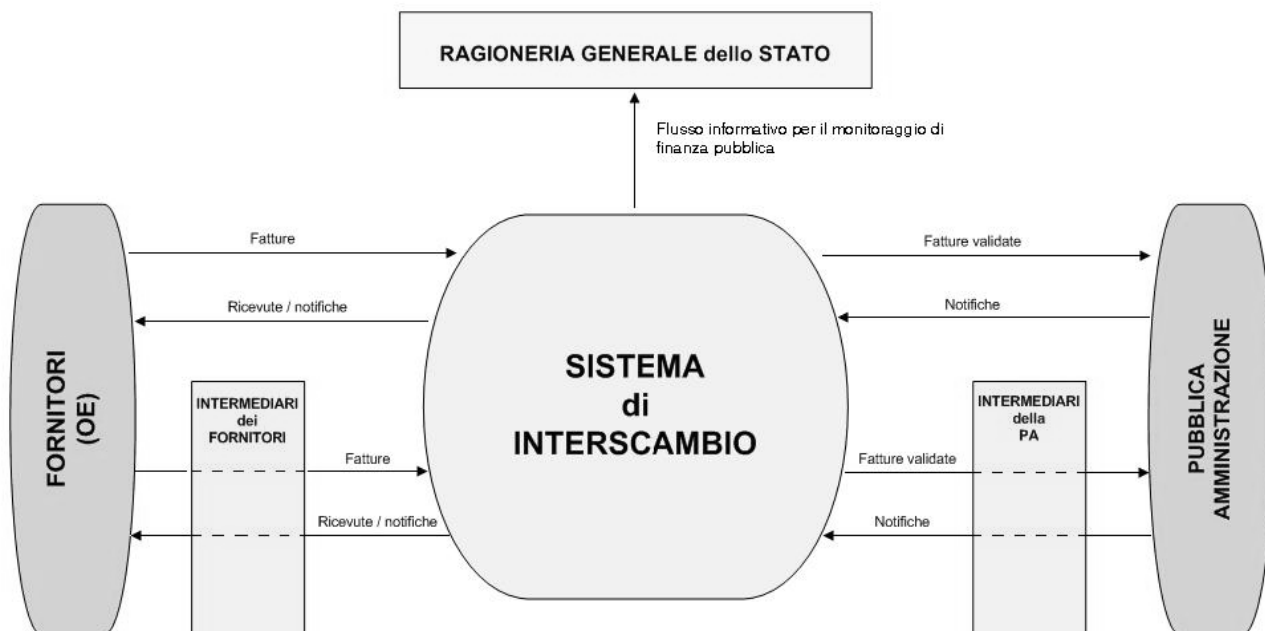 RAGIONERIA GENERALE dello STATO
Flusso informativo per il monitoraggio di
finanza pubblica
Fatture
Fatture validate
Ricevute / notifiche
Notifiche
FORNITORI
(OE)
SISTEMA
di
INTERSCAMBIO
PUBBLICA
AMMINISTRAZIONE
INTERMEDIARI
dei
FORNITORI
INTERMEDIARI
della
PA
Fatture
Fatture validate
Ricevute / notifiche
Notifiche